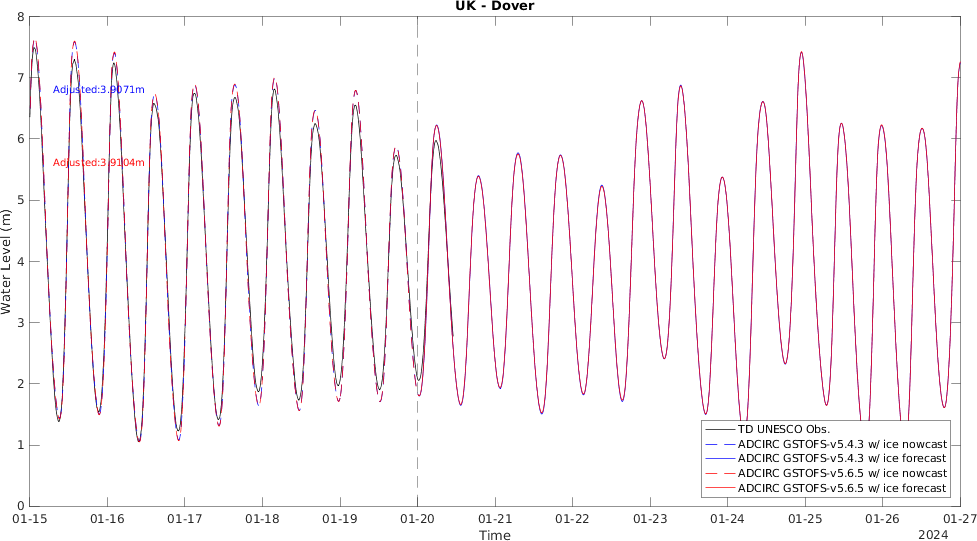 UK - Dover
8
7
6
5
4
3
2
1
0
Water Level (m)
Adjusted:3.9071m
Adjusted:3.9104m
TD UNESCO Obs.
ADCIRC GSTOFS-v5.4.3 w/ ice nowcast
ADCIRC GSTOFS-v5.4.3 w/ ice forecast
ADCIRC GSTOFS-v5.6.5 w/ ice nowcast
ADCIRC GSTOFS-v5.6.5 w/ ice forecast
01-15 01-16 01-17 01-18 01-19 01-20 01-21 01-22 01-23 01-24 01-25 01-26 01-27
Time
2024